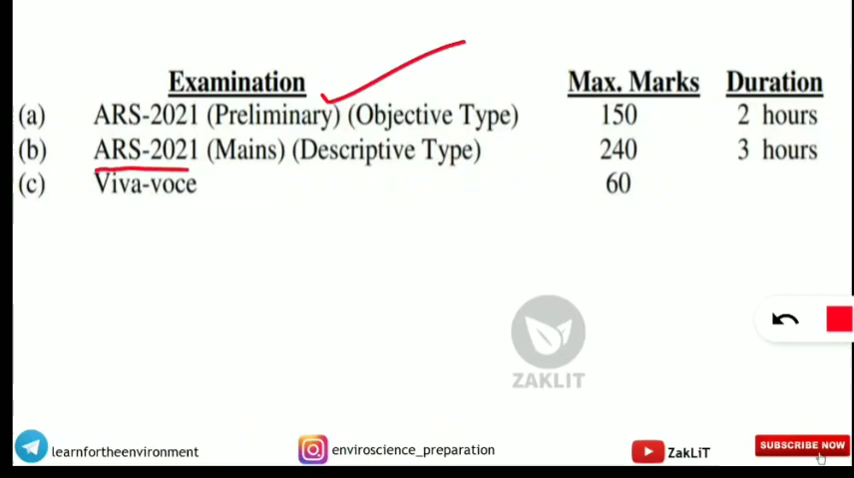 Examination Max. Marks Duration
(a) ARS-2021 (Preliminary) (Objective Type) 150 2 hours
(b) ARS-2021 (Mains) (Descriptive Type) 240 3 hours
(c) Viva-voce 60
ZAKLIT
learnfortheenvironment enviroscience_preparation ZakLiT SUBSCRIBE NOW